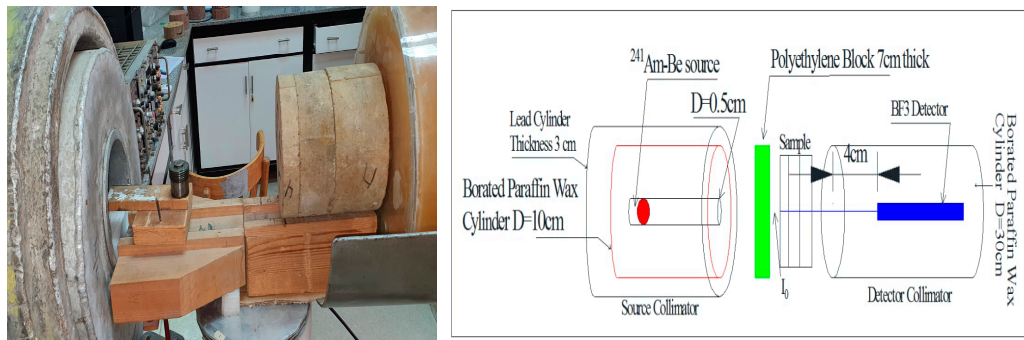 ²⁴¹Am-Be source
Polyethylene Block 7cm thick
D=0.5cm
BF3 Detector
Lead Cylinder
Thickness 3 cm
Sample
4cm
Borated Paraffin Wax
Cylinder D=10cm
Borated Paraffin Wax
Cylinder D=30cm
I₀
Source Collimator
Detector Collimator